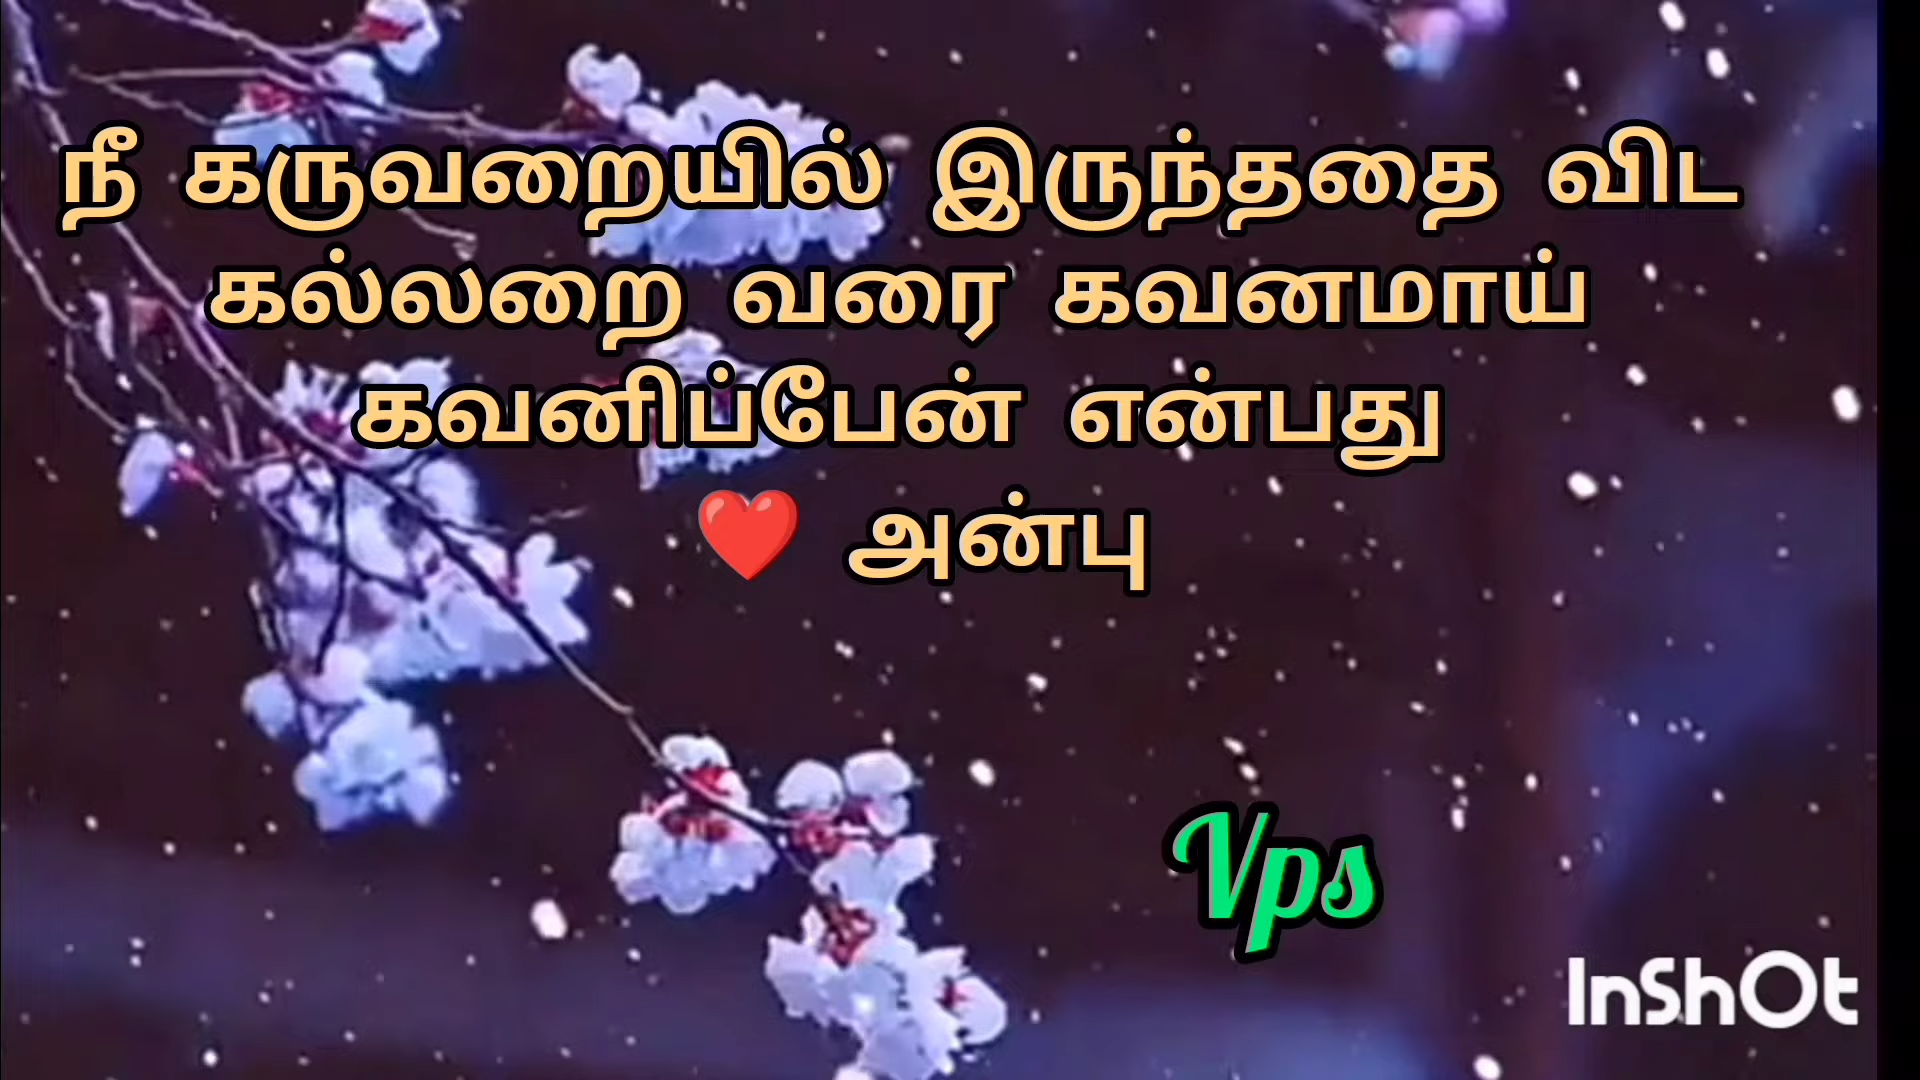 நீ கருவறையில் இருந்ததை விட
கல்லறை வரை கவனமாய்
கவனிப்பேன் என்பது
❤️ அன்பு
Vps
InShOt